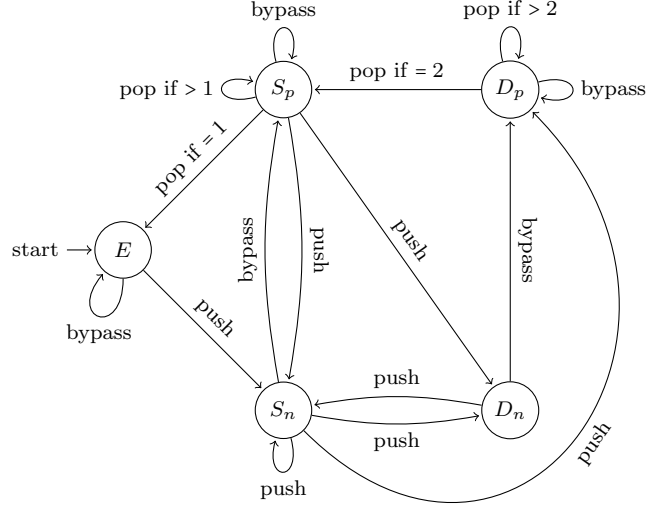 bypass
pop if > 2
pop if > 1
S_p
pop if = 2
D_p
bypass
pop if = 1
push
start
E
bypass
push
bypass
push
bypass
push
S_n
D_n
push
push
push